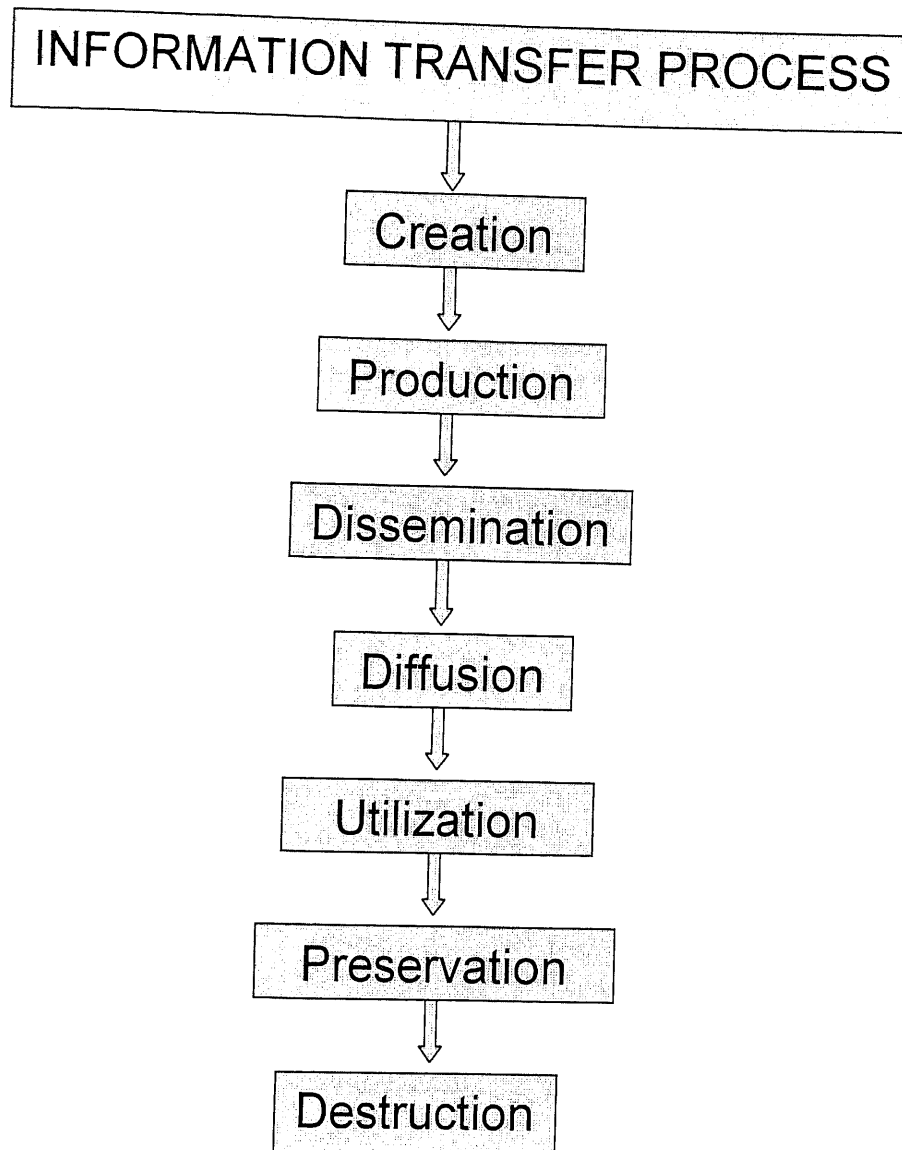 INFORMATION TRANSFER PROCESS
Creation
Production
Dissemination
Diffusion
Utilization
Preservation
Destruction